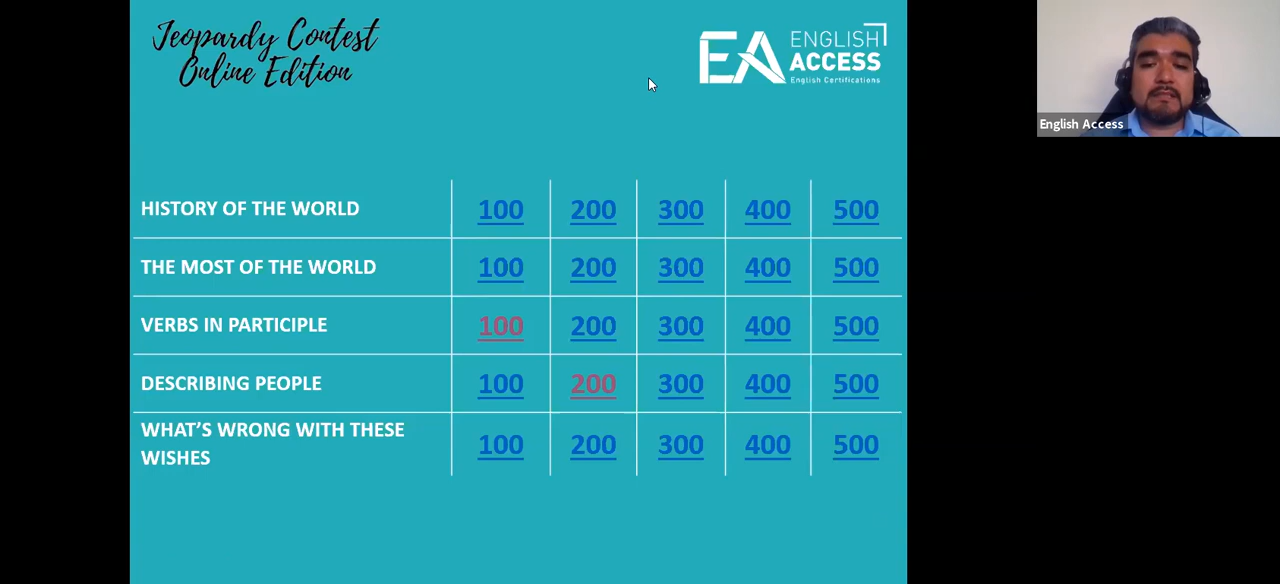 Jeopardy Contest
Online Edition
EA ENGLISH
ACCESS
English Certifications
English Access
HISTORY OF THE WORLD 100 200 300 400 500
THE MOST OF THE WORLD 100 200 300 400 500
VERBS IN PARTICIPLE 100 200 300 400 500
DESCRIBING PEOPLE 100 200 300 400 500
WHAT'S WRONG WITH THESE
WISHES 100 200 300 400 500